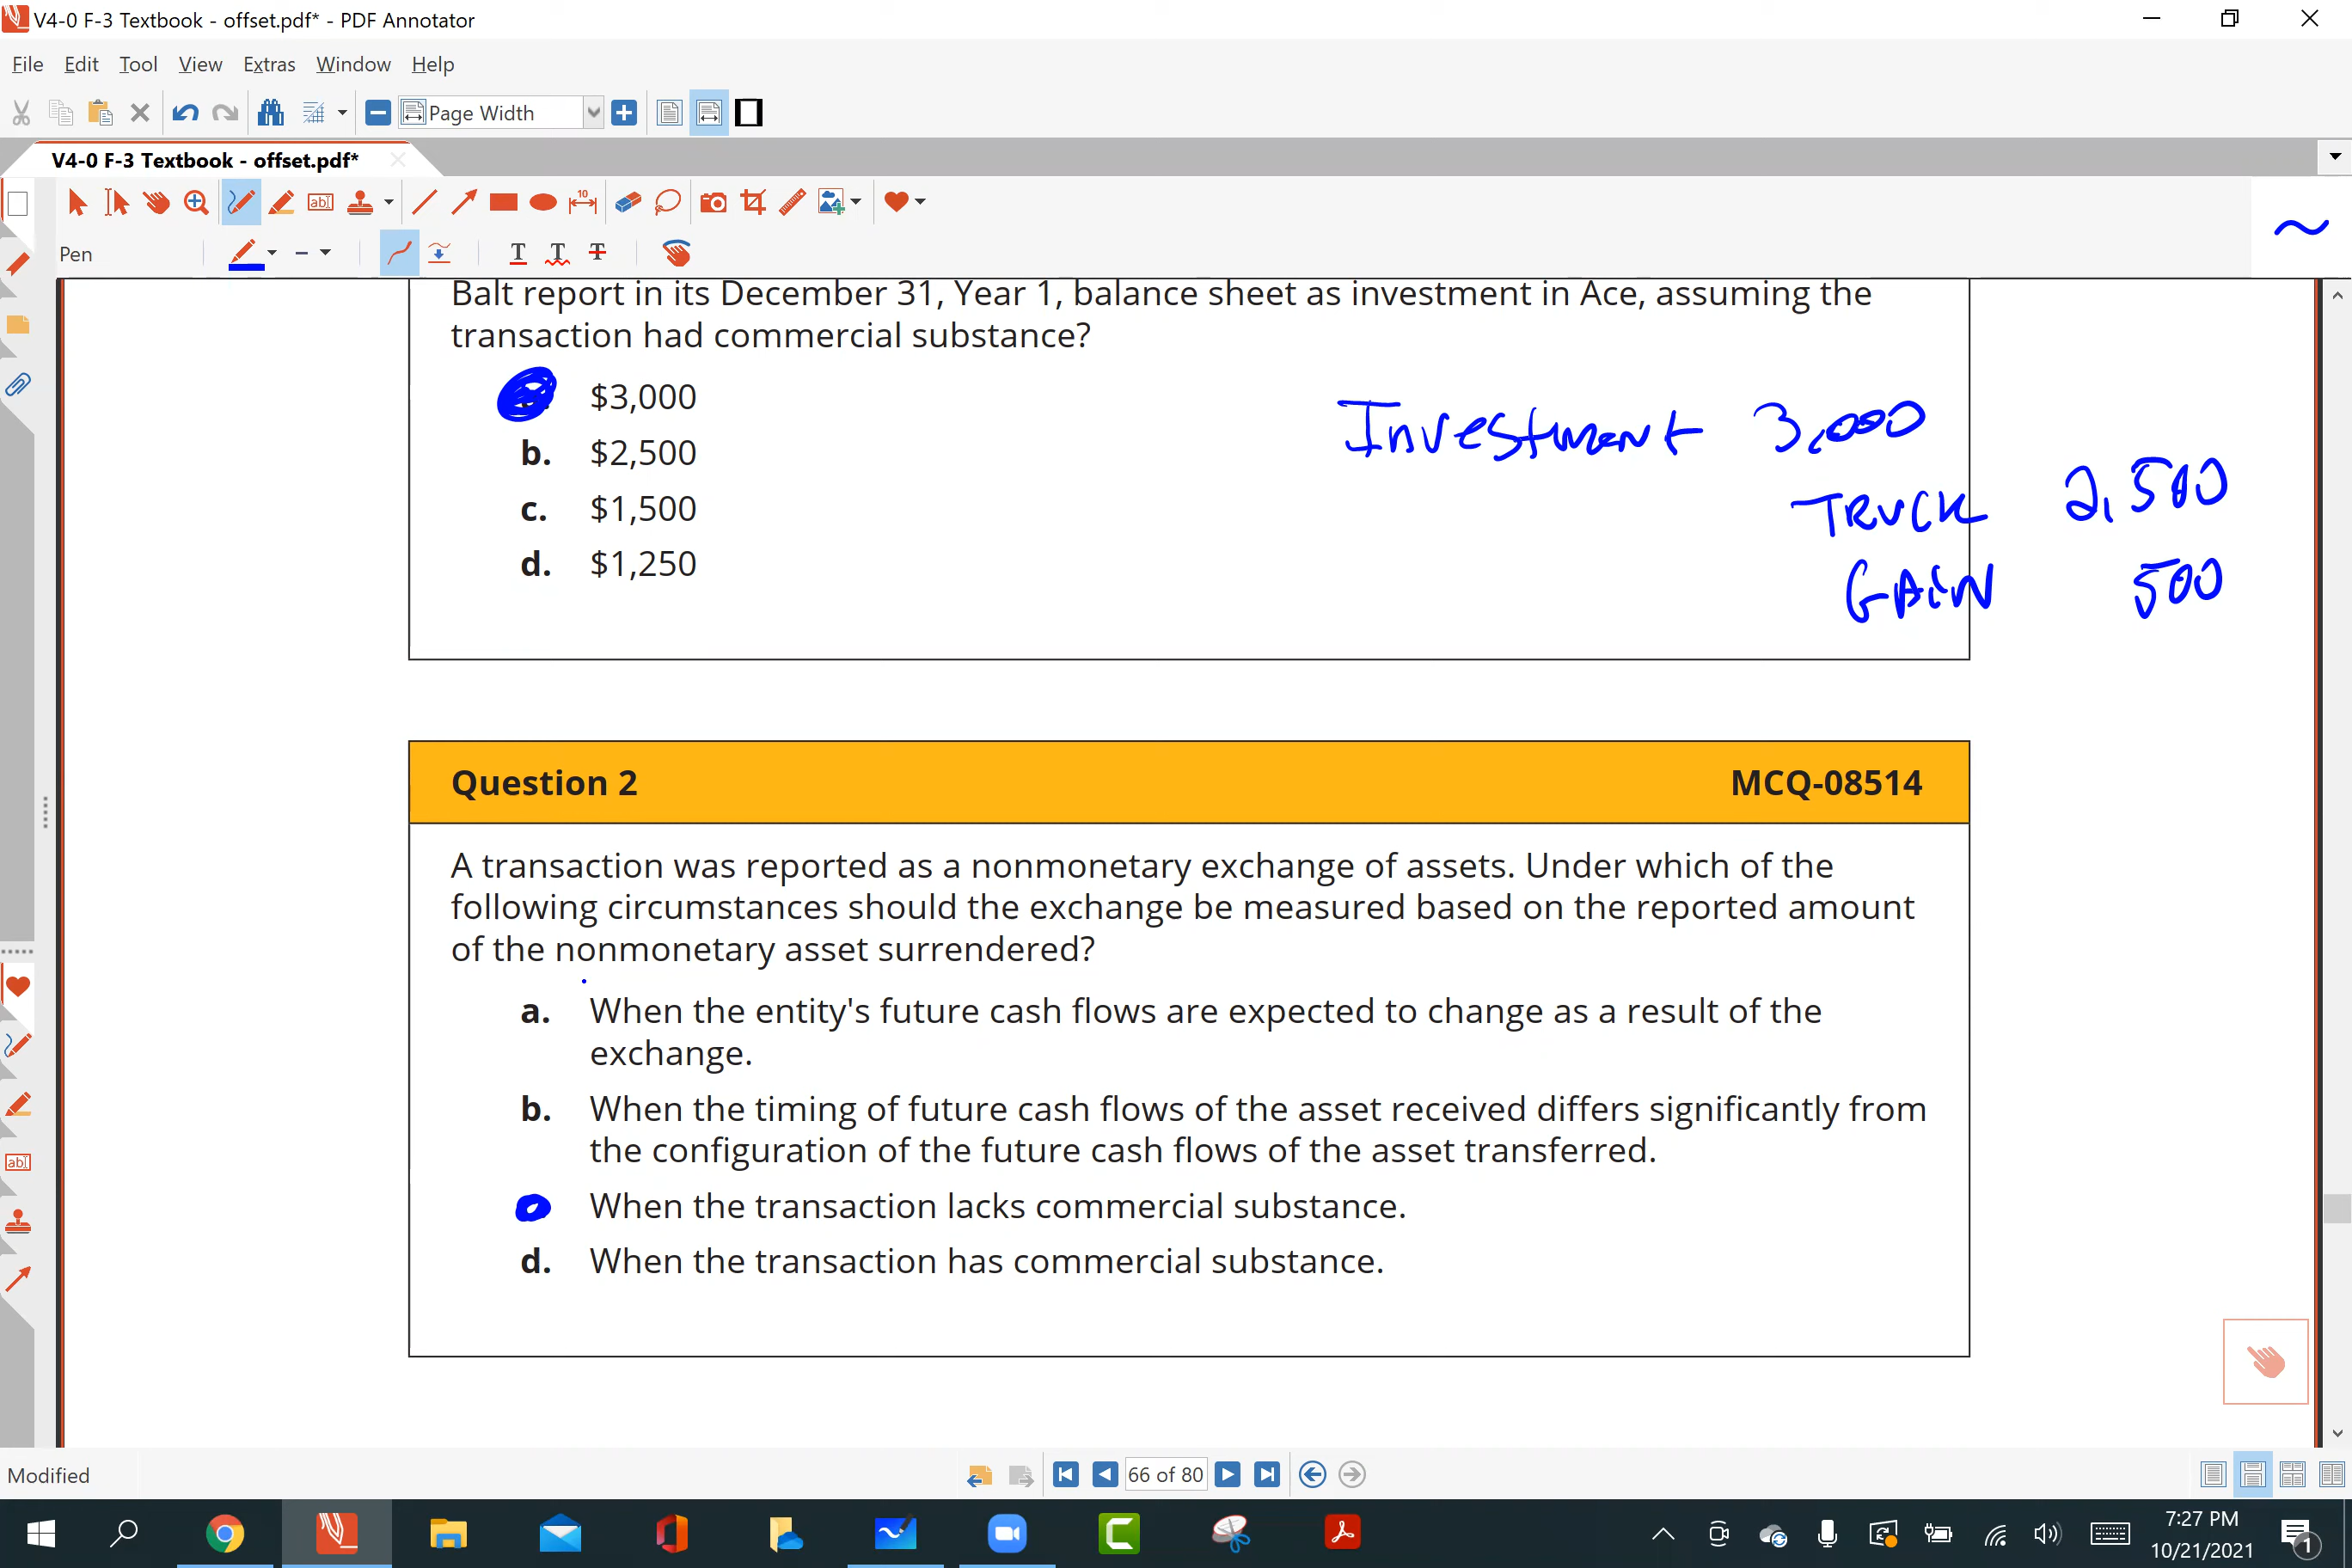 V4-0 F-3 Textbook - offset.pdf* - PDF Annotator
File Edit Tool View Extras Window Help
Page Width
V4-0 F-3 Textbook - offset.pdf*
ab
10
Pen
T T T
Balt report in its December 31, Year 1, balance sheet as investment in Ace, assuming the
transaction had commercial substance?
$3,000
b. $2,500
c. $1,500
d. $1,250
Investment 3,000
TRUCK 2,500
GAIN 500
Question 2 MCQ-08514
A transaction was reported as a nonmonetary exchange of assets. Under which of the
following circumstances should the exchange be measured based on the reported amount
of the nonmonetary asset surrendered?
a. When the entity's future cash flows are expected to change as a result of the
exchange.
b. When the timing of future cash flows of the asset received differs significantly from
the configuration of the future cash flows of the asset transferred.
When the transaction lacks commercial substance.
d. When the transaction has commercial substance.
ab
Modified
66 of 80
7:27 PM
10/21/2021
1